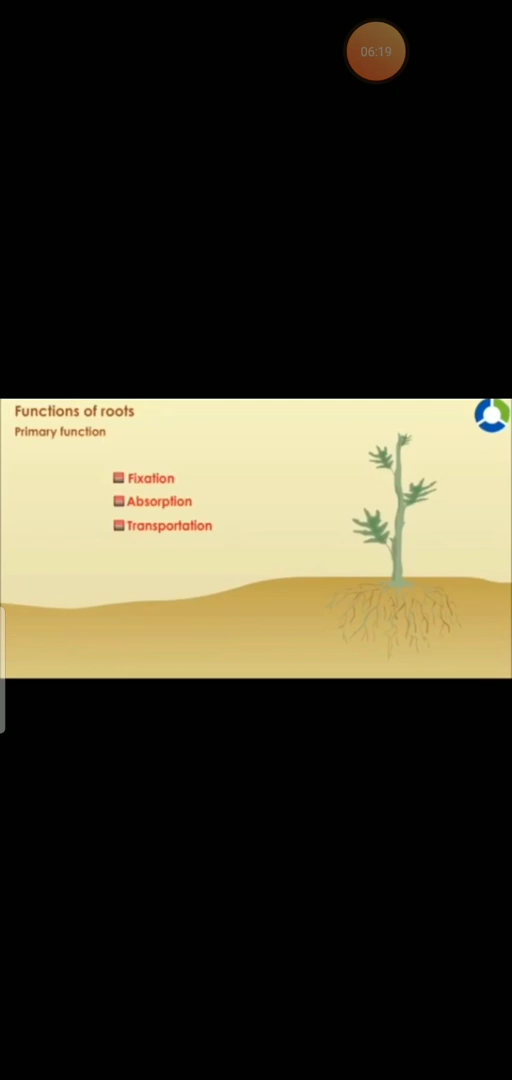 06:19
Functions of roots
Primary function
Fixation
Absorption
Transportation